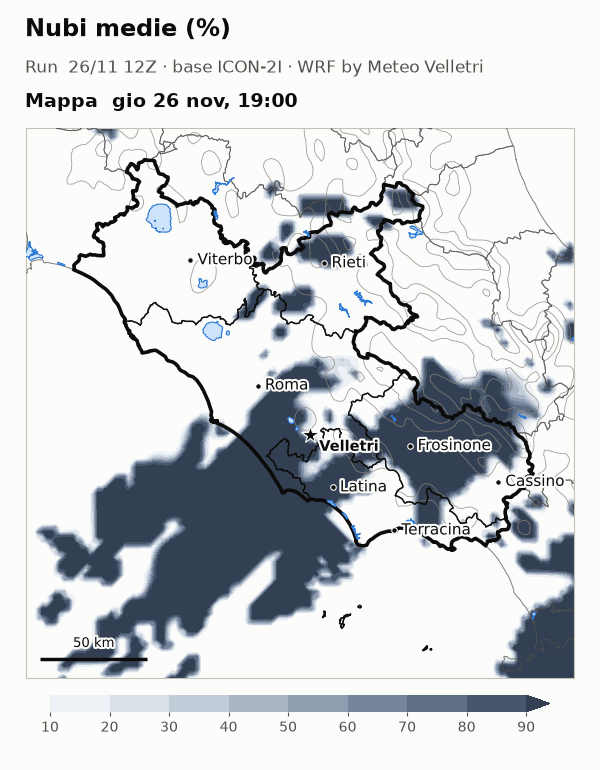 Nubi medie (%)
Run 26/11 12Z · base ICON-2I · WRF by Meteo Velletri
Mappa gio 26 nov, 19:00
Viterbo
Rieti
Roma
Velletri
Frosinone
Latina
Cassino
Terracina
50 km
10 20 30 40 50 60 70 80 90